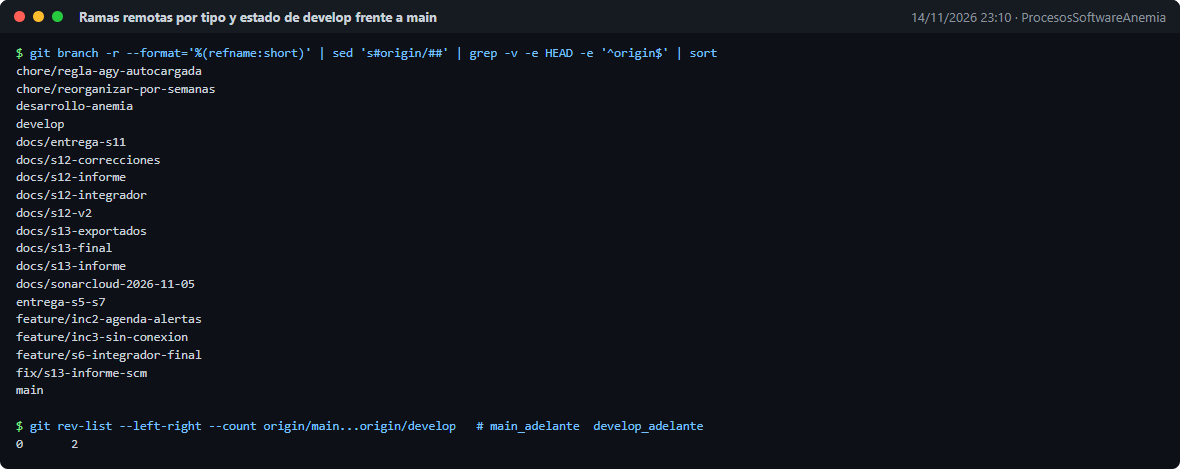 Ramas remotas por tipo y estado de develop frente a main
14/11/2026 23:10 · ProcesosSoftwareAnemia
$ git branch -r --format='%(refname:short)' | sed 's#origin/##' | grep -v -e HEAD -e '^origin$' | sort
chore/regla-agy-autocargada
chore/reorganizar-por-semanas
desarrollo-anemia
develop
docs/entrega-s11
docs/s12-correcciones
docs/s12-informe
docs/s12-integrador
docs/s12-v2
docs/s13-exportados
docs/s13-final
docs/s13-informe
docs/sonarcloud-2026-11-05
entrega-s5-s7
feature/inc2-agenda-alertas
feature/inc3-sin-conexion
feature/s6-integrador-final
fix/s13-informe-scm
main
$ git rev-list --left-right --count origin/main...origin/develop   # main_adelante  develop_adelante
0       2